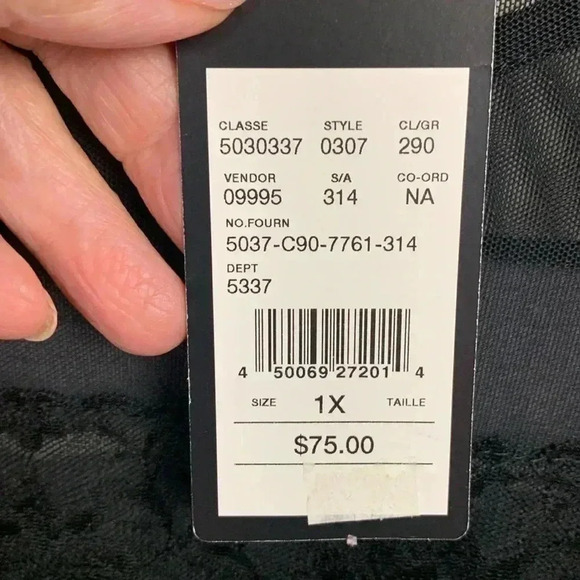 CLASSE STYLE CL/GR
5030337 0307 290
VENDOR S/A CO-ORD
09995 314 NA
NO.FOURN
5037-C90-7761-314
DEPT
5337
4 50069 27201 4
SIZE 1X TAILLE
$75.00